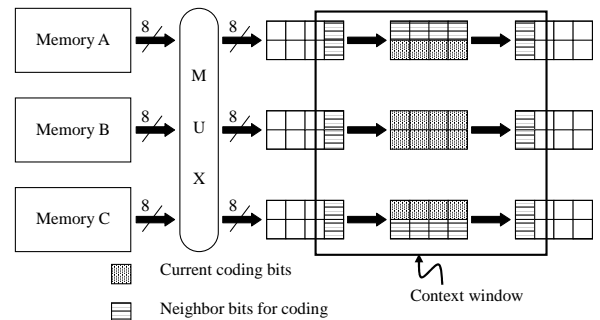 Memory A
8
8
M
Memory B
8
U
8
Memory C
8
X
8
Current coding bits
Neighbor bits for coding
Context window